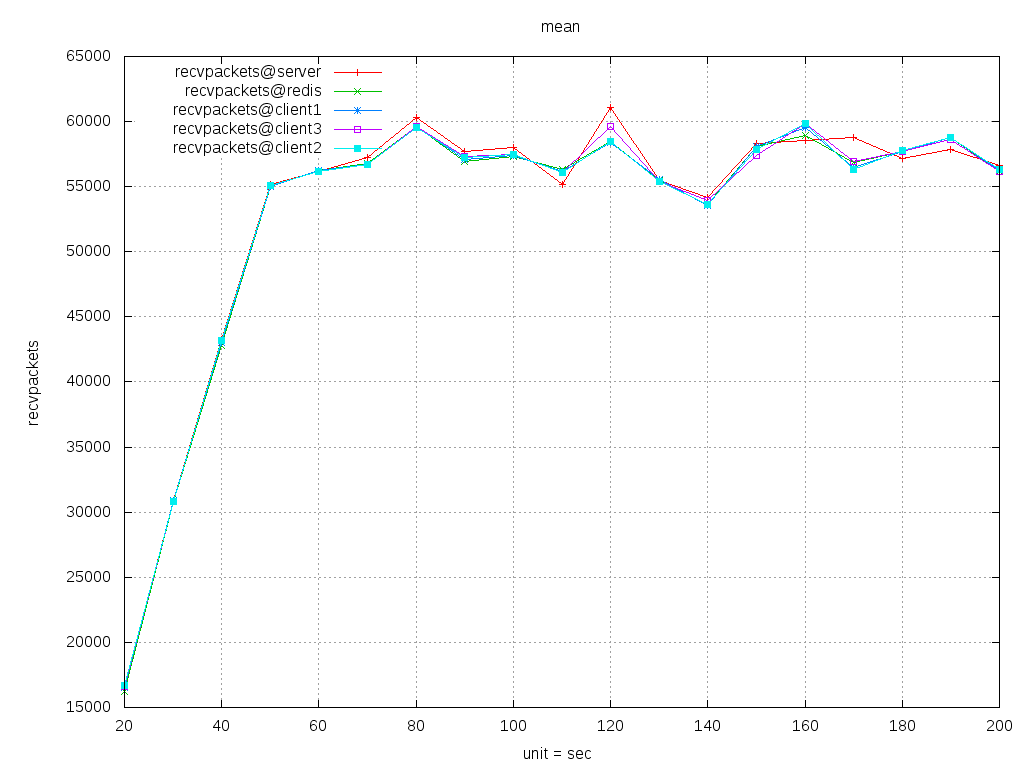 mean
65000
60000
55000
50000
45000
40000
35000
30000
25000
20000
15000
recvpackets
recvpackets@server
recvpackets@redis
recvpackets@client1
recvpackets@client3
recvpackets@client2
20 40 60 80 100 120 140 160 180 200
unit = sec